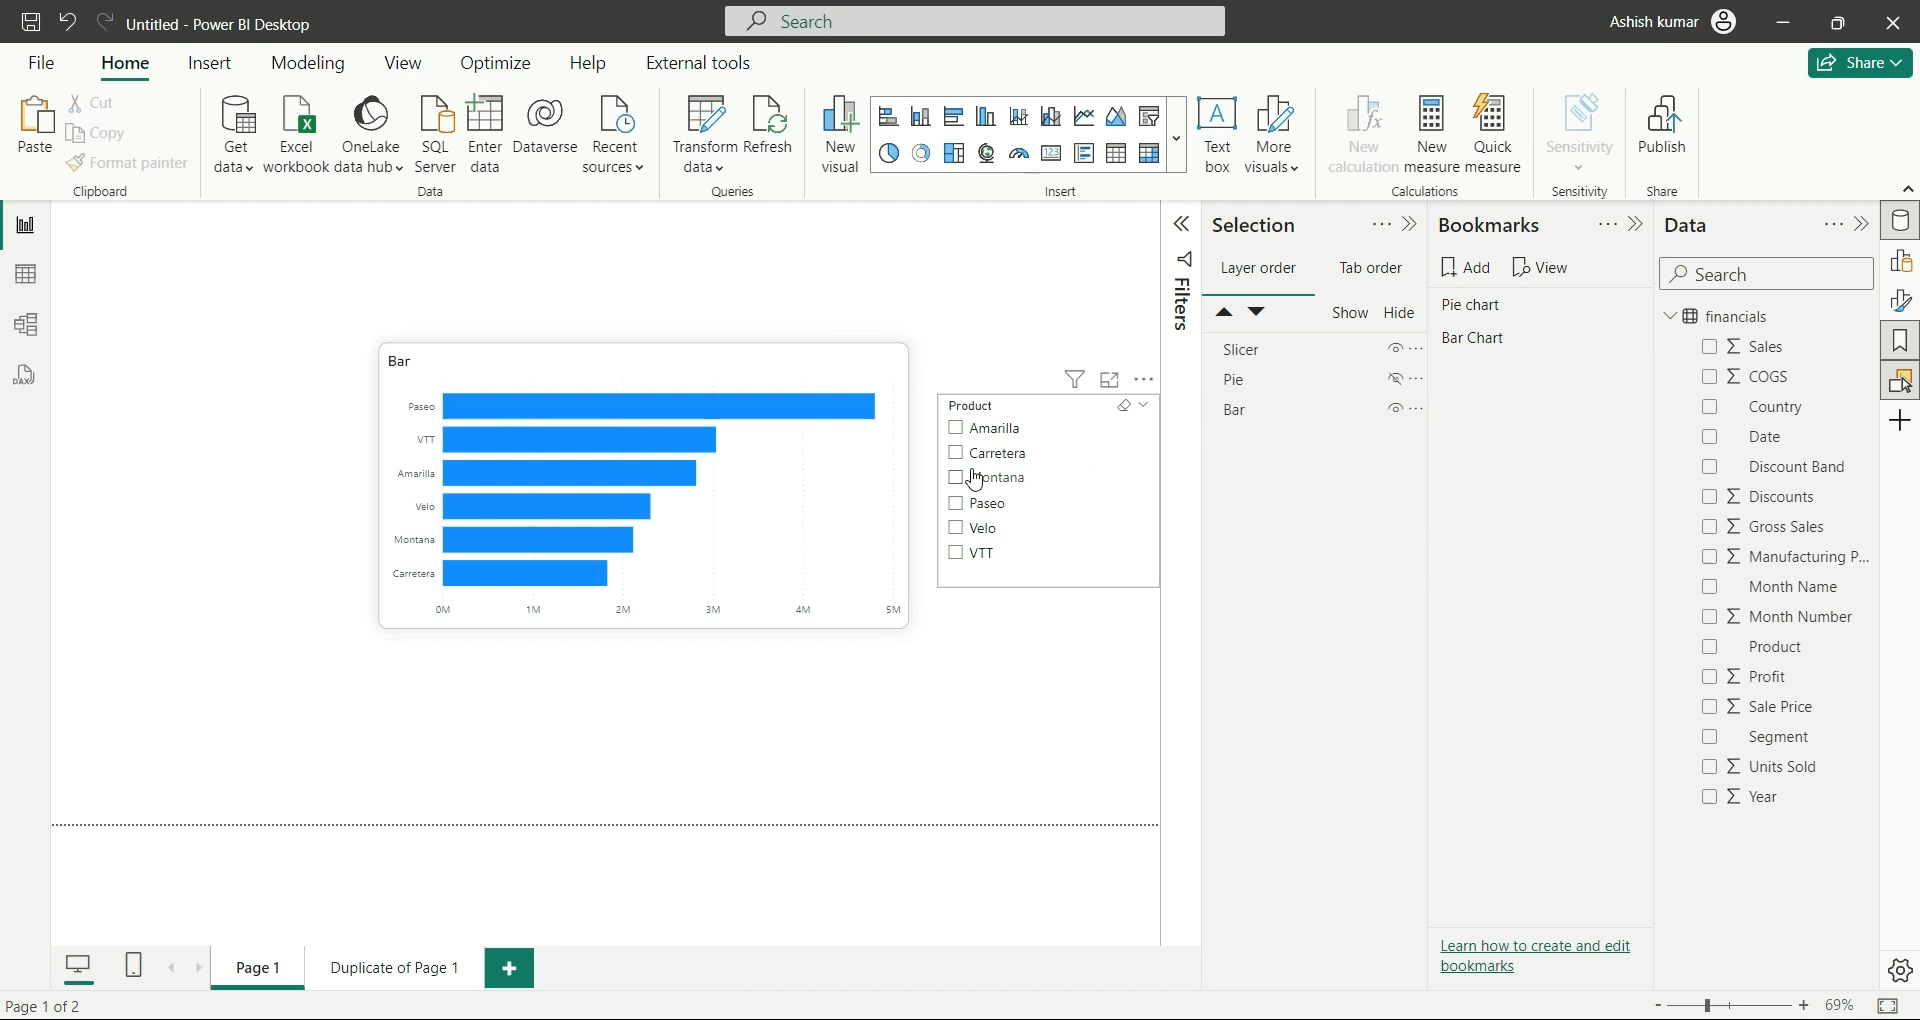 Untitled - Power BI Desktop
Search
Ashish kumar
File Home Insert Modeling View Optimize Help External tools
Share
Paste
Cut
Copy
Format painter
Clipboard
Get data
Excel workbook
OneLake data hub
SQL Server
Enter data
Dataverse
Recent sources
Data
Transform data
Refresh
Queries
New visual
Text box
More visuals
Insert
New calculation
New measure
Quick measure
Calculations
Sensitivity
Sensitivity
Publish
Share
Bar
Paseo
VTT
Amarilla
Velo
Montana
Carretera
0M 1M 2M 3M 4M 5M
Product
Amarilla
Carretera
ontana
Paseo
Velo
VTT
Filters
Selection
Layer order Tab order
Show Hide
Slicer
Pie
Bar
Bookmarks
Add View
Pie chart
Bar Chart
Learn how to create and edit
bookmarks
Data
Search
financials
Sales
COGS
Country
Date
Discount Band
Discounts
Gross Sales
Manufacturing P...
Month Name
Month Number
Product
Profit
Sale Price
Segment
Units Sold
Year
DAX
Page 1 Duplicate of Page 1
Page 1 of 2
69%